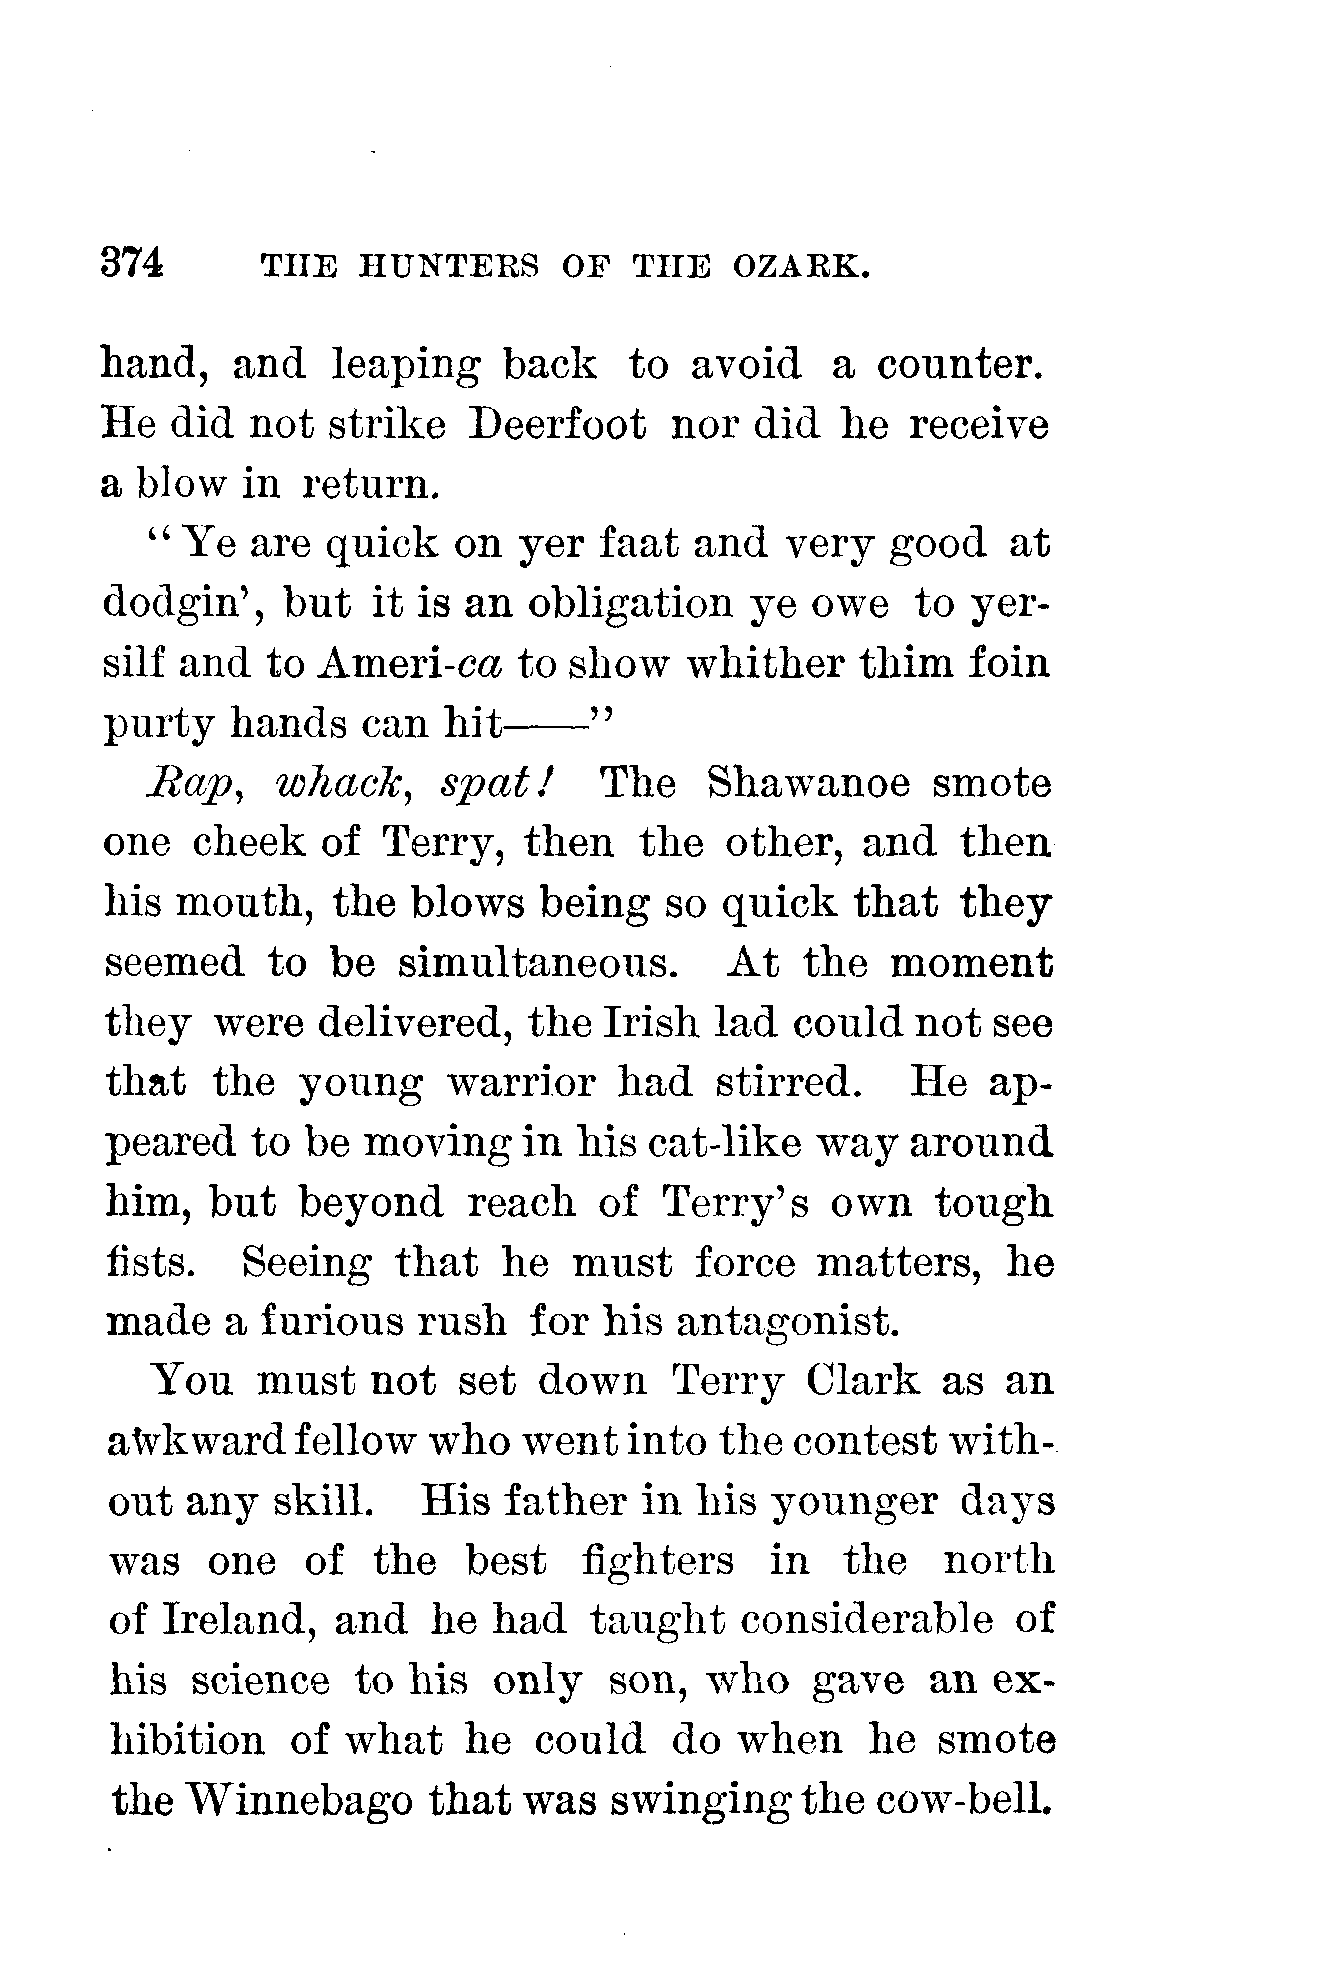 374 THE HUNTERS OF THE OZARK.
hand, and leaping back to avoid a counter.
He did not strike Deerfoot nor did he receive
a blow in return.
“Ye are quick on yer faat and very good at
dodgin’, but it is an obligation ye owe to yer-
silf and to Ameri-ca to show whither thim foin
purty hands can hit——”
Rap, whack, spat! The Shawanoe smote
one cheek of Terry, then the other, and then
his mouth, the blows being so quick that they
seemed to be simultaneous. At the moment
they were delivered, the Irish lad could not see
that the young warrior had stirred. He ap-
peared to be moving in his cat-like way around
him, but beyond reach of Terry’s own tough
fists. Seeing that he must force matters, he
made a furious rush for his antagonist.
You must not set down Terry Clark as an
awkward fellow who went into the contest with-
out any skill. His father in his younger days
was one of the best fighters in the north
of Ireland, and he had taught considerable of
his science to his only son, who gave an ex-
hibition of what he could do when he smote
the Winnebago that was swinging the cow-bell.